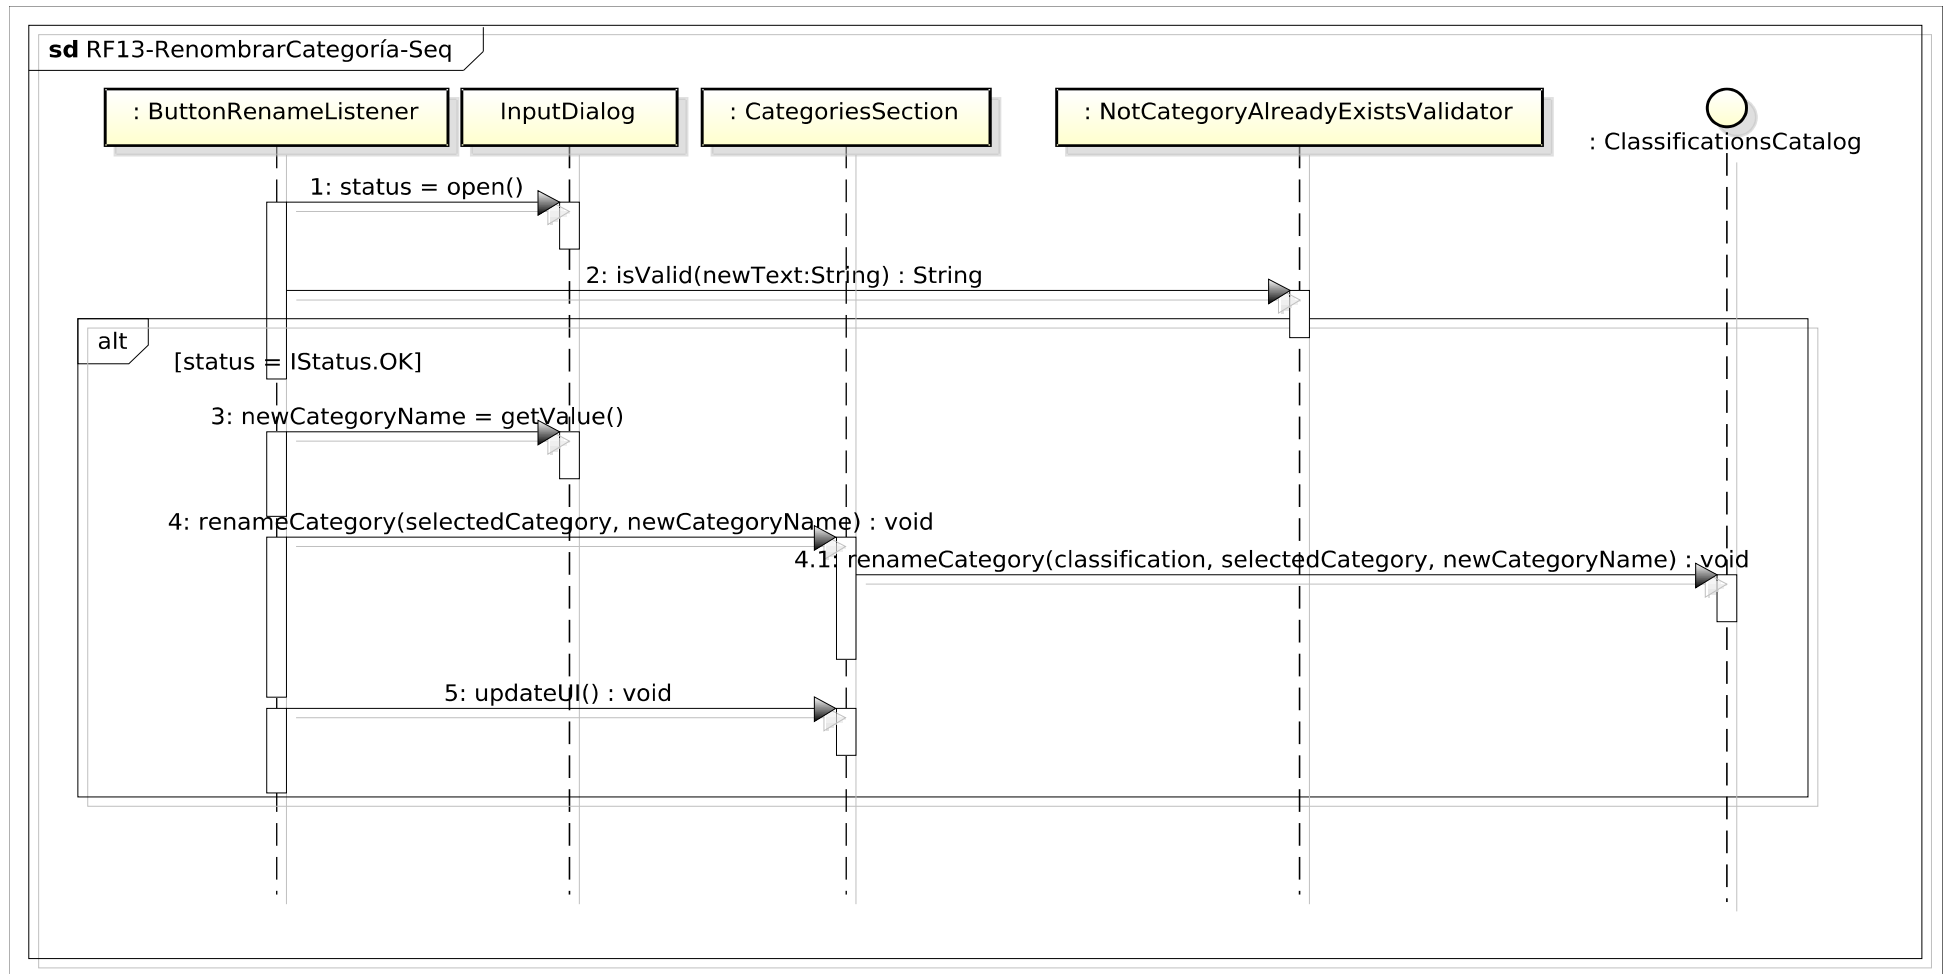 sd RF13-RenombrarCategoría-Seq
: ButtonRenameListener
InputDialog
: CategoriesSection
: NotCategoryAlreadyExistsValidator
: ClassificationsCatalog
1: status = open()
2: isValid(newText:String) : String
alt
[status = IStatus.OK]
3: newCategoryName = getValue()
4: renameCategory(selectedCategory, newCategoryName) : void
4.1: renameCategory(classification, selectedCategory, newCategoryName) : void
5: updateUI() : void